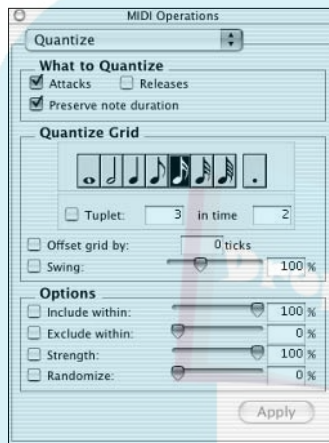 MIDI Operations
Quantize
What to Quantize
Attacks Releases
Preserve note duration
Quantize Grid
Tuplet: 3 in time 2
Offset grid by: 0 ticks
Swing: 100 %
Options
Include within: 100 %
Exclude within: 0 %
Strength: 100 %
Randomize: 0 %
Apply